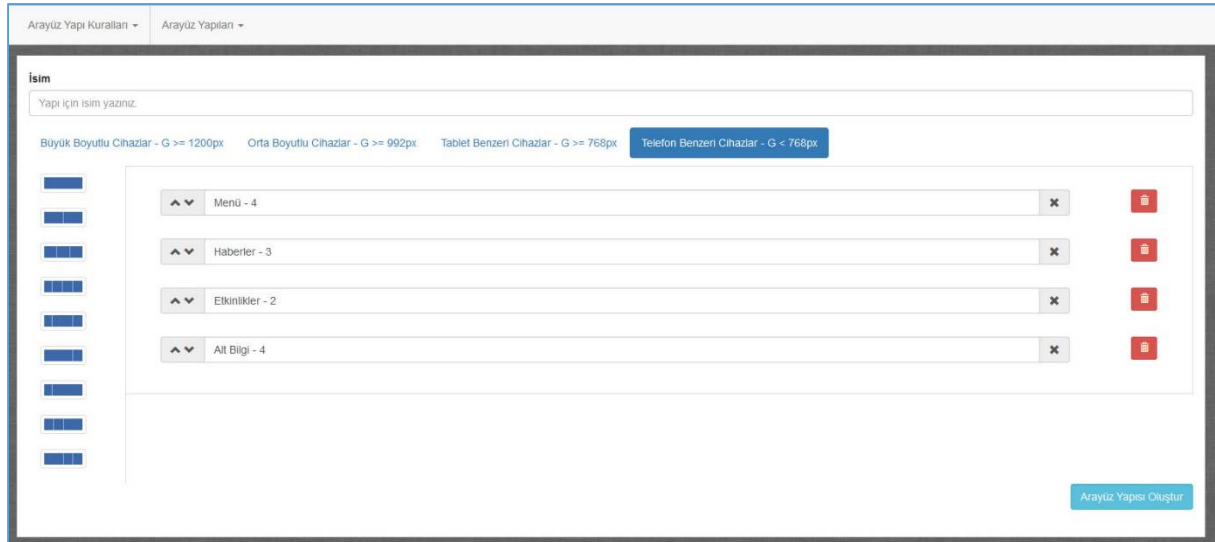 Arayüz Yapı Kuralları Arayüz Yapıları
İsim
Yapı için isim yazınız.
Büyük Boyutlu Cihazlar - G >= 1200px Orta Boyutlu Cihazlar - G >= 992px Tablet Benzeri Cihazlar - G >= 768px Telefon Benzeri Cihazlar - G < 768px
Menü - 4
Haberler - 3
Etkinlikler - 2
Alt Bilgi - 4
Arayüz Yapısı Oluştur